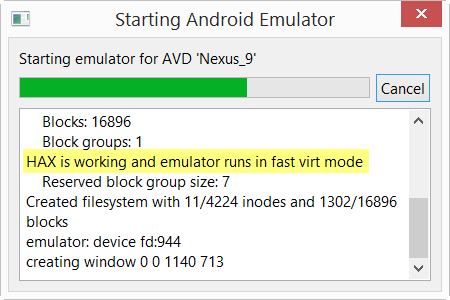 Starting Android Emulator
Starting emulator for AVD 'Nexus_9'
Cancel
Blocks: 16896
Block groups: 1
HAX is working and emulator runs in fast virt mode
Reserved block group size: 7
Created filesystem with 11/4224 inodes and 1302/16896
blocks
emulator: device fd:944
creating window 0 0 1140 713